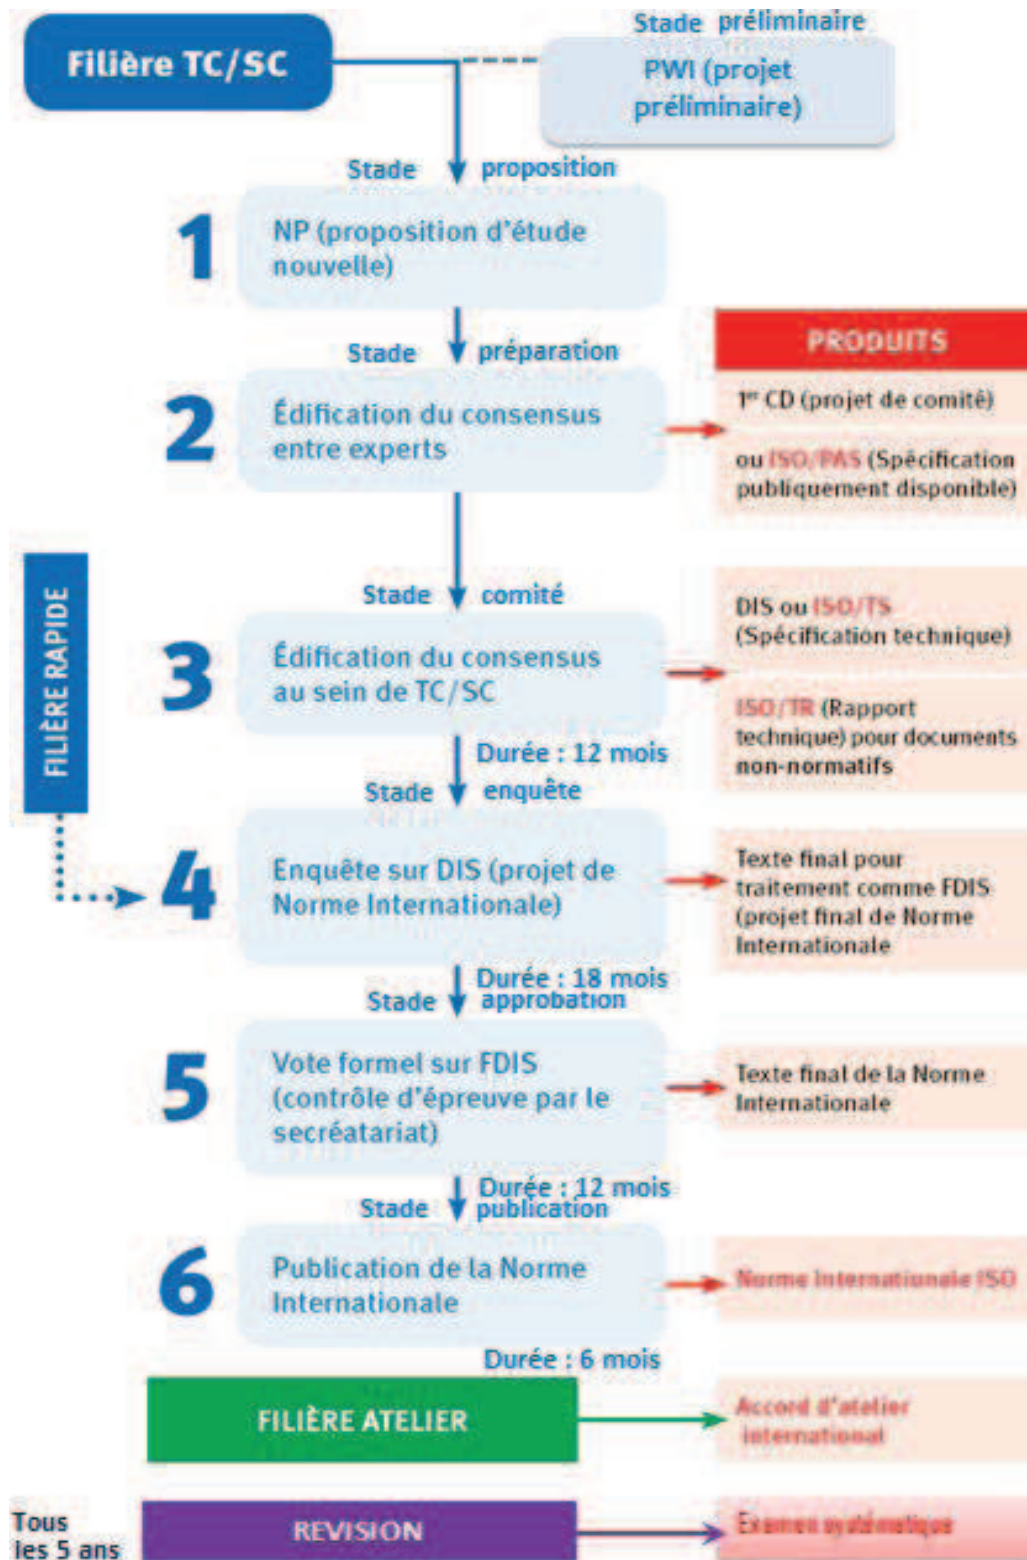 Stade préliminaire
Filière TC/SC
PWI (projet
préliminaire)
Stade proposition
1
NP (proposition d'étude
nouvelle)
Stade préparation
2
Édification du consensus
entre experts
PRODUITS
1er CD (projet de comité)
ou ISO/PAS (Spécification
publiquement disponible)
FILIÈRE RAPIDE
Stade comité
3
Édification du consensus
au sein de TC/SC
DIS ou ISO/TS
(Spécification technique)
ISO/TR (Rapport
technique) pour documents
non-normatifs
Durée : 12 mois
Stade enquête
4
Enquête sur DIS (projet de
Norme Internationale)
Texte final pour
traitement comme FDIS
(projet final de Norme
Internationale
Durée : 18 mois
Stade approbation
5
Vote formel sur FDIS
(contrôle d'épreuve par le
secréatariat)
Texte final de la Norme
Internationale
Durée : 12 mois
Stade publication
6
Publication de la Norme
Internationale
Norme Internationale ISO
Durée : 6 mois
FILIÈRE ATELIER
Accord d'atelier
international
Tous
les 5 ans
REVISION
Examen systématique